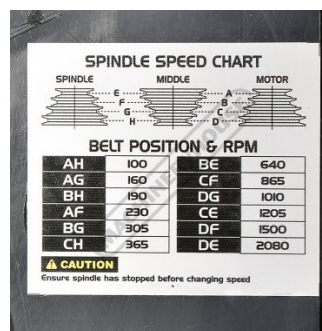 SPINDLE SPEED CHART
SPINDLE MIDDLE MOTOR
E A
F B
G C
H D
BELT POSITION & RPM
AH 100 BE 640
AG 160 CF 865
BH 190 DG 1010
AF 230 CE 1205
BG 305 DF 1500
CH 365 DE 2080
CAUTION
Ensure spindle has stopped before changing speed